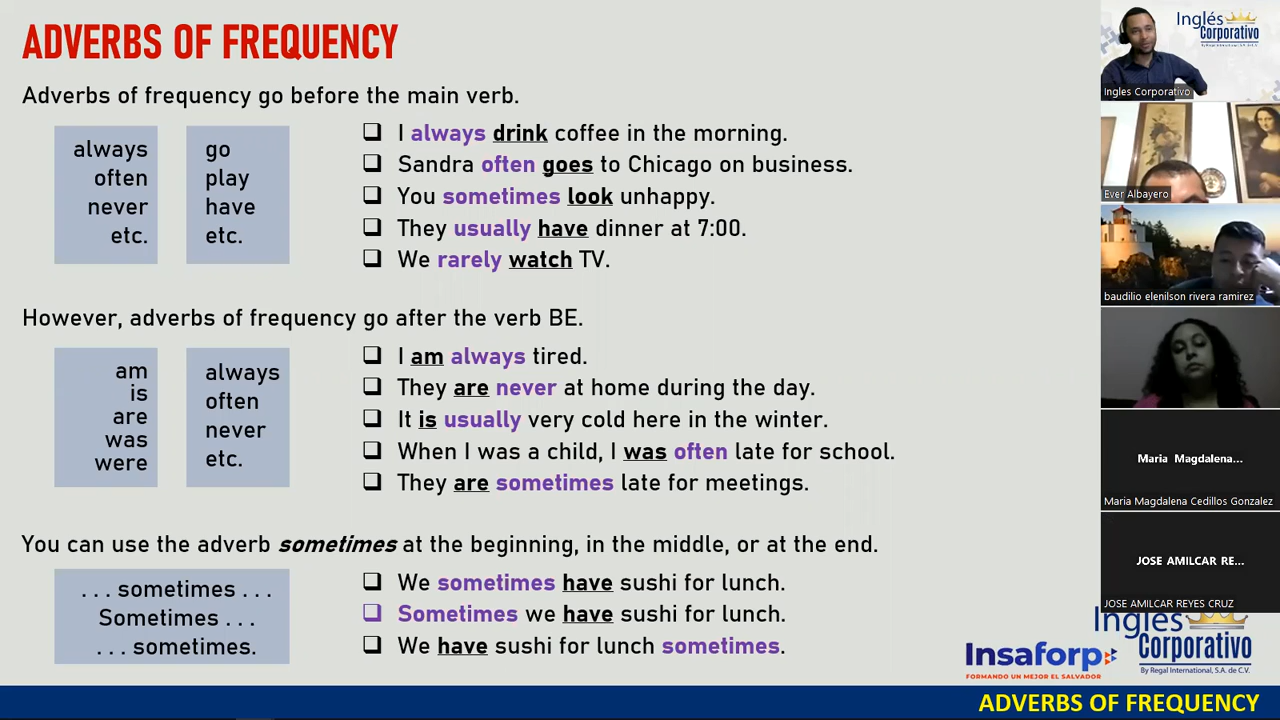 ADVERBS OF FREQUENCY
Adverbs of frequency go before the main verb.
always
often
never
etc.
go
play
have
etc.
❑ I always drink coffee in the morning.
❑ Sandra often goes to Chicago on business.
❑ You sometimes look unhappy.
❑ They usually have dinner at 7:00.
❑ We rarely watch TV.
However, adverbs of frequency go after the verb BE.
am
is
are
was
were
always
often
never
etc.
❑ I am always tired.
❑ They are never at home during the day.
❑ It is usually very cold here in the winter.
❑ When I was a child, I was often late for school.
❑ They are sometimes late for meetings.
You can use the adverb sometimes at the beginning, in the middle, or at the end.
. . . sometimes . . .
Sometimes . . .
. . . sometimes.
❑ We sometimes have sushi for lunch.
❑ Sometimes we have sushi for lunch.
❑ We have sushi for lunch sometimes.
Inglés
Corporativo
By Regal International, S.A. de C.V.
Ingles Corporativo
Ever Albayero
baudilio elenilson rivera ramirez
Maria Magdalena...
Maria Magdalena Cedillos Gonzalez
JOSE AMILCAR RE...
JOSE AMILCAR REYES CRUZ
Insaforp
FORMANDO UN MEJOR EL SALVADOR
Inglés
Corporativo
By Regal International, S.A. de C.V.
ADVERBS OF FREQUENCY